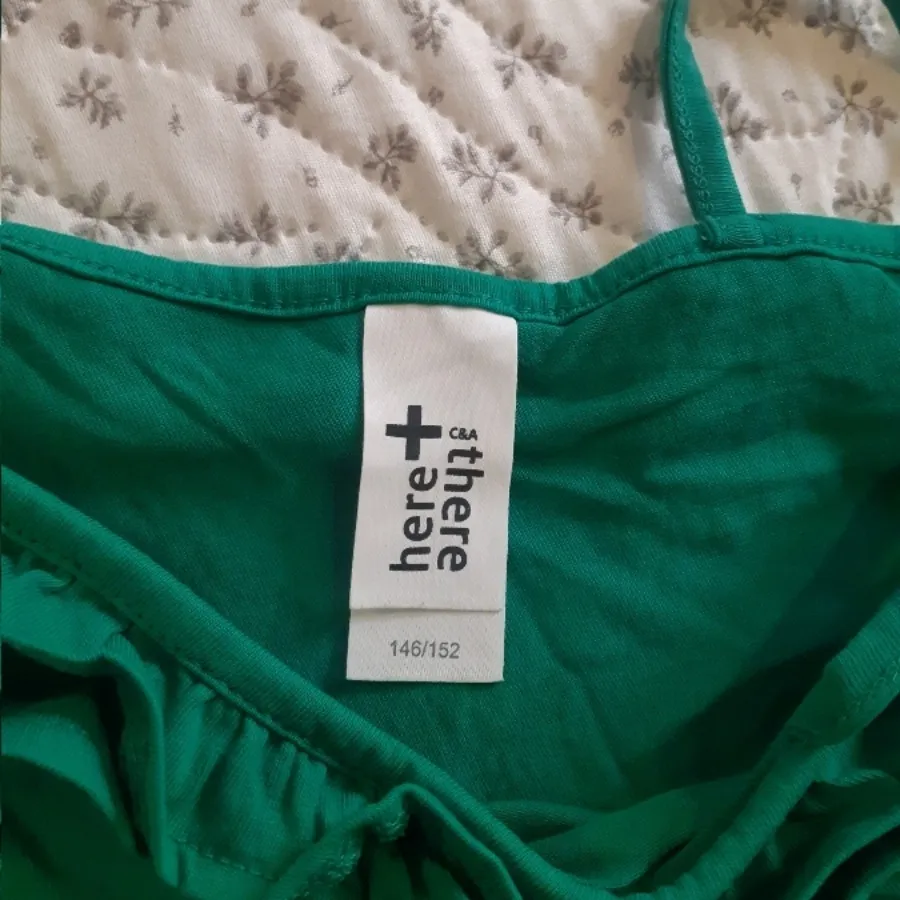 here
+
C&A
there
146/152